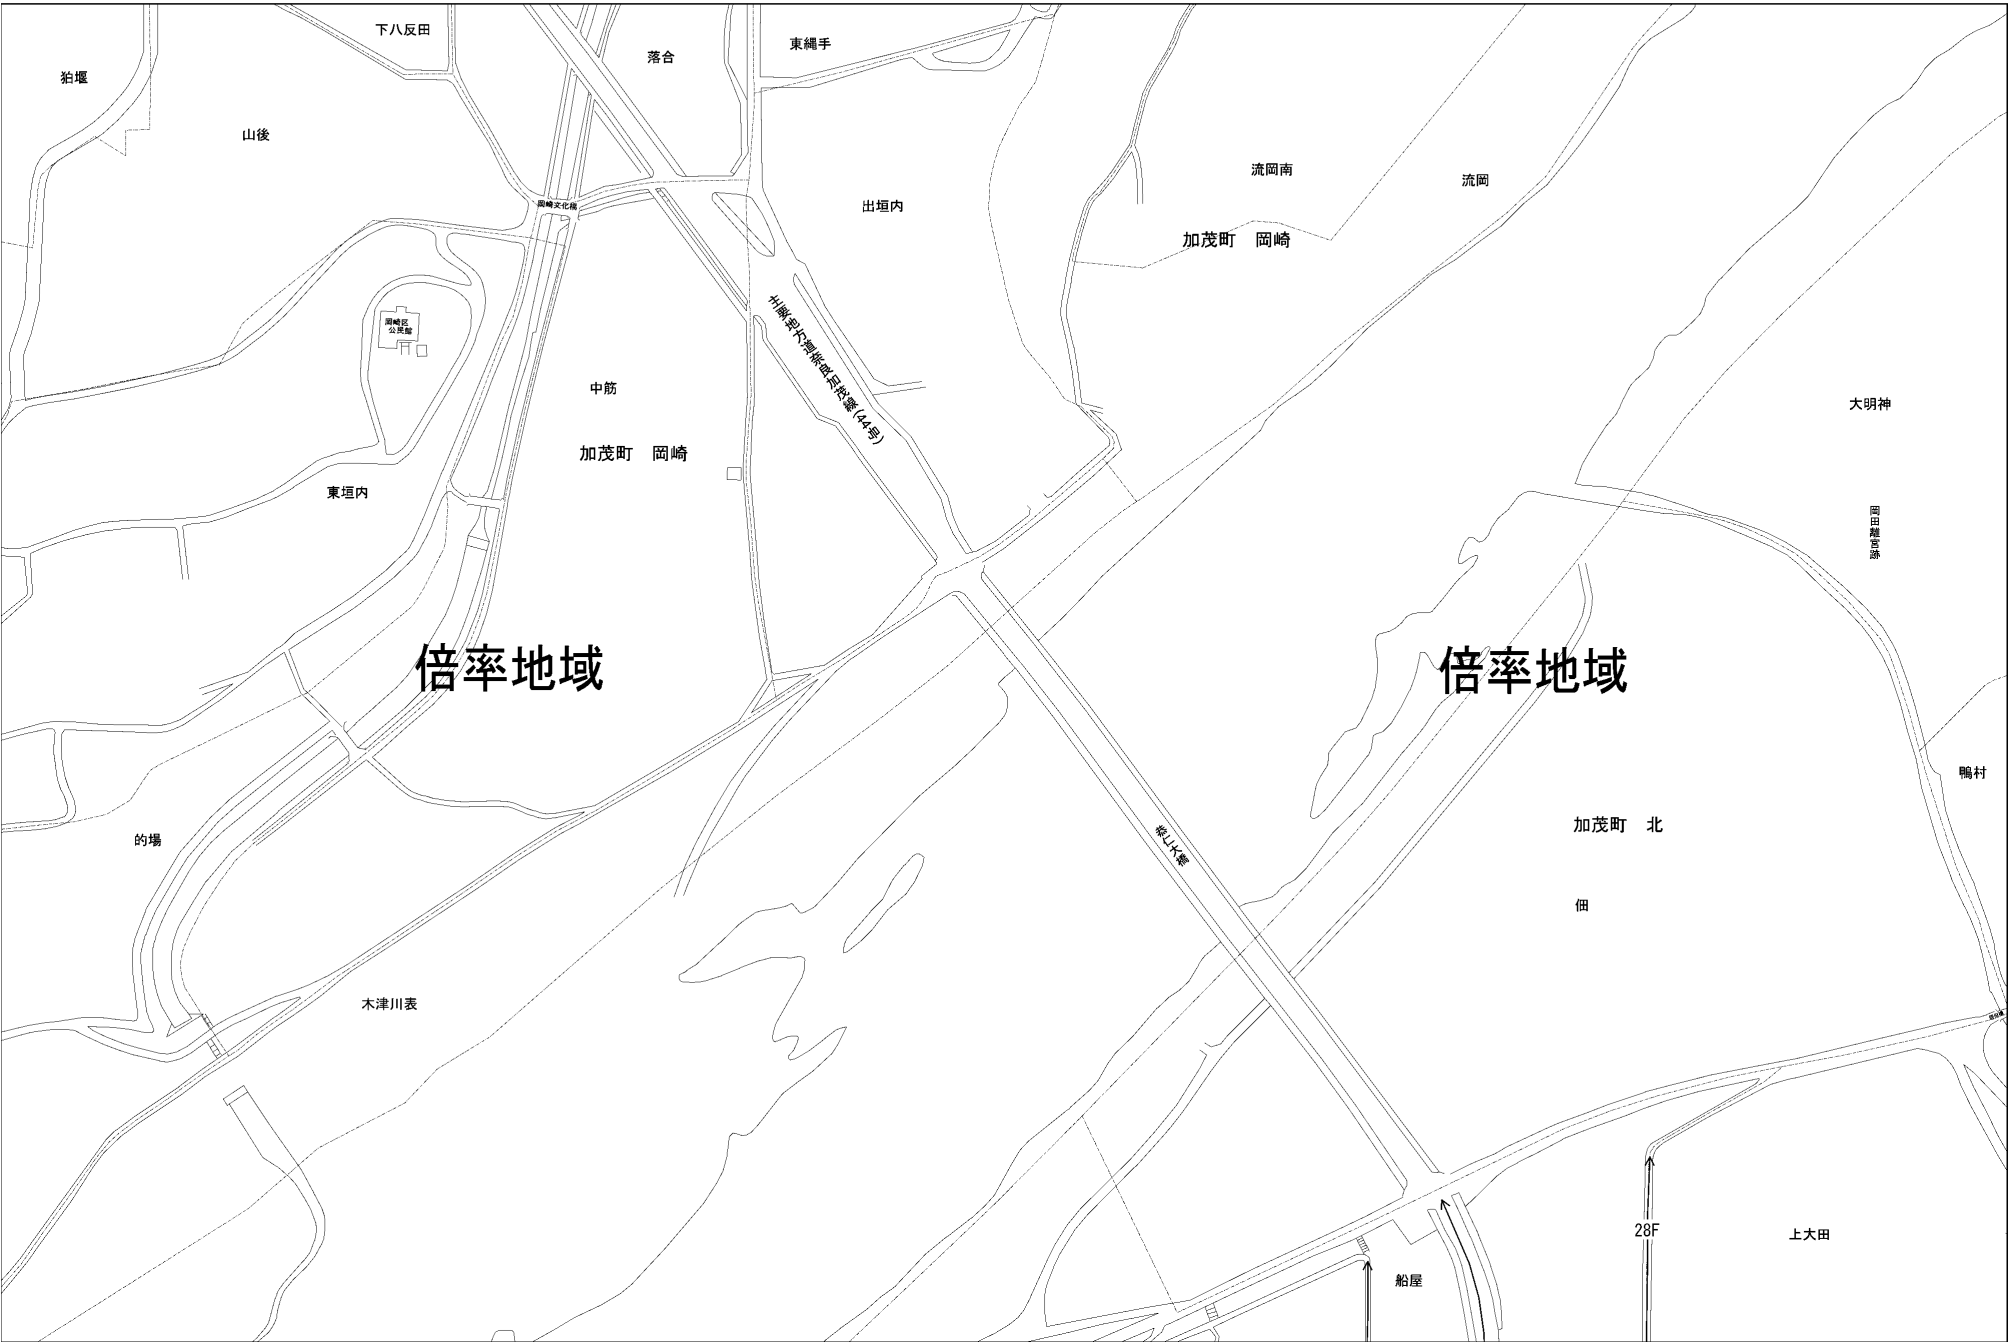 下八反田
東縄手
落合
狛堰
山後
流岡南
流岡
岡崎文化橋
出垣内
加茂町　岡崎
岡崎区
公民館
主要地方道奈良加茂線(44号)
中筋
大明神
加茂町　岡崎
東垣内
岡田離宮跡
倍率地域
倍率地域
鴨村
加茂町　北
的場
恭仁大橋
佃
木津川表
28F
上大田
船屋